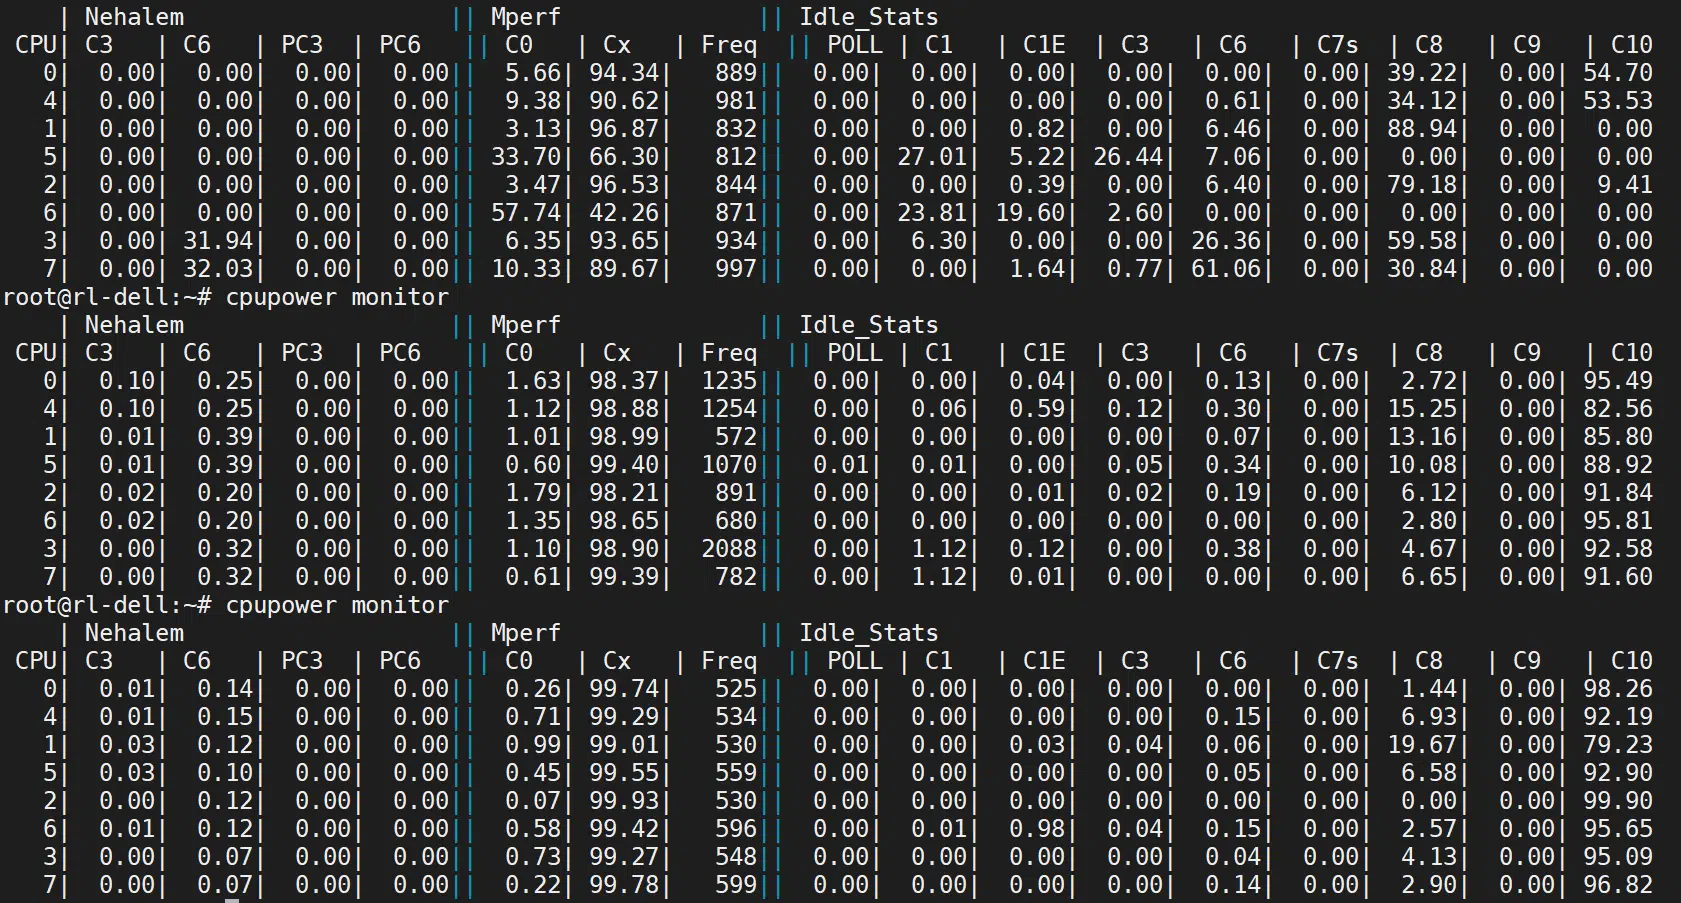 | Nehalem                   || Mperf              || Idle_Stats
 CPU| C3   | C6   | PC3  | PC6   || C0   | Cx   | Freq  || POLL | C1   | C1E  | C3   | C6   | C7s  | C8   | C9   | C10
   0|  0.00|  0.00|  0.00|  0.00||  5.66| 94.34|   889||  0.00|  0.00|  0.00|  0.00|  0.00|  0.00| 39.22|  0.00| 54.70
   4|  0.00|  0.00|  0.00|  0.00||  9.38| 90.62|   981||  0.00|  0.00|  0.00|  0.00|  0.61|  0.00| 34.12|  0.00| 53.53
   1|  0.00|  0.00|  0.00|  0.00||  3.13| 96.87|   832||  0.00|  0.00|  0.82|  0.00|  6.46|  0.00| 88.94|  0.00|  0.00
   5|  0.00|  0.00|  0.00|  0.00|| 33.70| 66.30|   812||  0.00| 27.01|  5.22| 26.44|  7.06|  0.00|  0.00|  0.00|  0.00
   2|  0.00|  0.00|  0.00|  0.00||  3.47| 96.53|   844||  0.00|  0.00|  0.39|  0.00|  6.40|  0.00| 79.18|  0.00|  9.41
   6|  0.00|  0.00|  0.00|  0.00|| 57.74| 42.26|   871||  0.00| 23.81| 19.60|  2.60|  0.00|  0.00|  0.00|  0.00|  0.00
   3|  0.00| 31.94|  0.00|  0.00||  6.35| 93.65|   934||  0.00|  6.30|  0.00|  0.00| 26.36|  0.00| 59.58|  0.00|  0.00
   7|  0.00| 32.03|  0.00|  0.00|| 10.33| 89.67|   997||  0.00|  0.00|  1.64|  0.77| 61.06|  0.00| 30.84|  0.00|  0.00
root@rl-dell:~# cpupower monitor
    | Nehalem                   || Mperf              || Idle_Stats
 CPU| C3   | C6   | PC3  | PC6   || C0   | Cx   | Freq  || POLL | C1   | C1E  | C3   | C6   | C7s  | C8   | C9   | C10
   0|  0.10|  0.25|  0.00|  0.00||  1.63| 98.37|  1235||  0.00|  0.00|  0.04|  0.00|  0.13|  0.00|  2.72|  0.00| 95.49
   4|  0.10|  0.25|  0.00|  0.00||  1.12| 98.88|  1254||  0.00|  0.06|  0.59|  0.12|  0.30|  0.00| 15.25|  0.00| 82.56
   1|  0.01|  0.39|  0.00|  0.00||  1.01| 98.99|   572||  0.00|  0.00|  0.00|  0.00|  0.07|  0.00| 13.16|  0.00| 85.80
   5|  0.01|  0.39|  0.00|  0.00||  0.60| 99.40|  1070||  0.01|  0.01|  0.00|  0.05|  0.34|  0.00| 10.08|  0.00| 88.92
   2|  0.02|  0.20|  0.00|  0.00||  1.79| 98.21|   891||  0.00|  0.00|  0.01|  0.02|  0.19|  0.00|  6.12|  0.00| 91.84
   6|  0.02|  0.20|  0.00|  0.00||  1.35| 98.65|   680||  0.00|  0.00|  0.00|  0.00|  0.00|  0.00|  2.80|  0.00| 95.81
   3|  0.00|  0.32|  0.00|  0.00||  1.10| 98.90|  2088||  0.00|  1.12|  0.12|  0.00|  0.38|  0.00|  4.67|  0.00| 92.58
   7|  0.00|  0.32|  0.00|  0.00||  0.61| 99.39|   782||  0.00|  1.12|  0.01|  0.00|  0.00|  0.00|  6.65|  0.00| 91.60
root@rl-dell:~# cpupower monitor
    | Nehalem                   || Mperf              || Idle_Stats
 CPU| C3   | C6   | PC3  | PC6   || C0   | Cx   | Freq  || POLL | C1   | C1E  | C3   | C6   | C7s  | C8   | C9   | C10
   0|  0.01|  0.14|  0.00|  0.00||  0.26| 99.74|   525||  0.00|  0.00|  0.00|  0.00|  0.00|  0.00|  1.44|  0.00| 98.26
   4|  0.01|  0.15|  0.00|  0.00||  0.71| 99.29|   534||  0.00|  0.00|  0.00|  0.00|  0.15|  0.00|  6.93|  0.00| 92.19
   1|  0.03|  0.12|  0.00|  0.00||  0.99| 99.01|   530||  0.00|  0.00|  0.03|  0.04|  0.06|  0.00| 19.67|  0.00| 79.23
   5|  0.03|  0.10|  0.00|  0.00||  0.45| 99.55|   559||  0.00|  0.00|  0.00|  0.00|  0.05|  0.00|  6.58|  0.00| 92.90
   2|  0.00|  0.12|  0.00|  0.00||  0.07| 99.93|   530||  0.00|  0.00|  0.00|  0.00|  0.00|  0.00|  0.00|  0.00| 99.90
   6|  0.01|  0.12|  0.00|  0.00||  0.58| 99.42|   596||  0.00|  0.01|  0.98|  0.04|  0.15|  0.00|  2.57|  0.00| 95.65
   3|  0.00|  0.07|  0.00|  0.00||  0.73| 99.27|   548||  0.00|  0.00|  0.00|  0.00|  0.04|  0.00|  4.13|  0.00| 95.09
   7|  0.00|  0.07|  0.00|  0.00||  0.22| 99.78|   599||  0.00|  0.00|  0.00|  0.00|  0.14|  0.00|  2.90|  0.00| 96.82